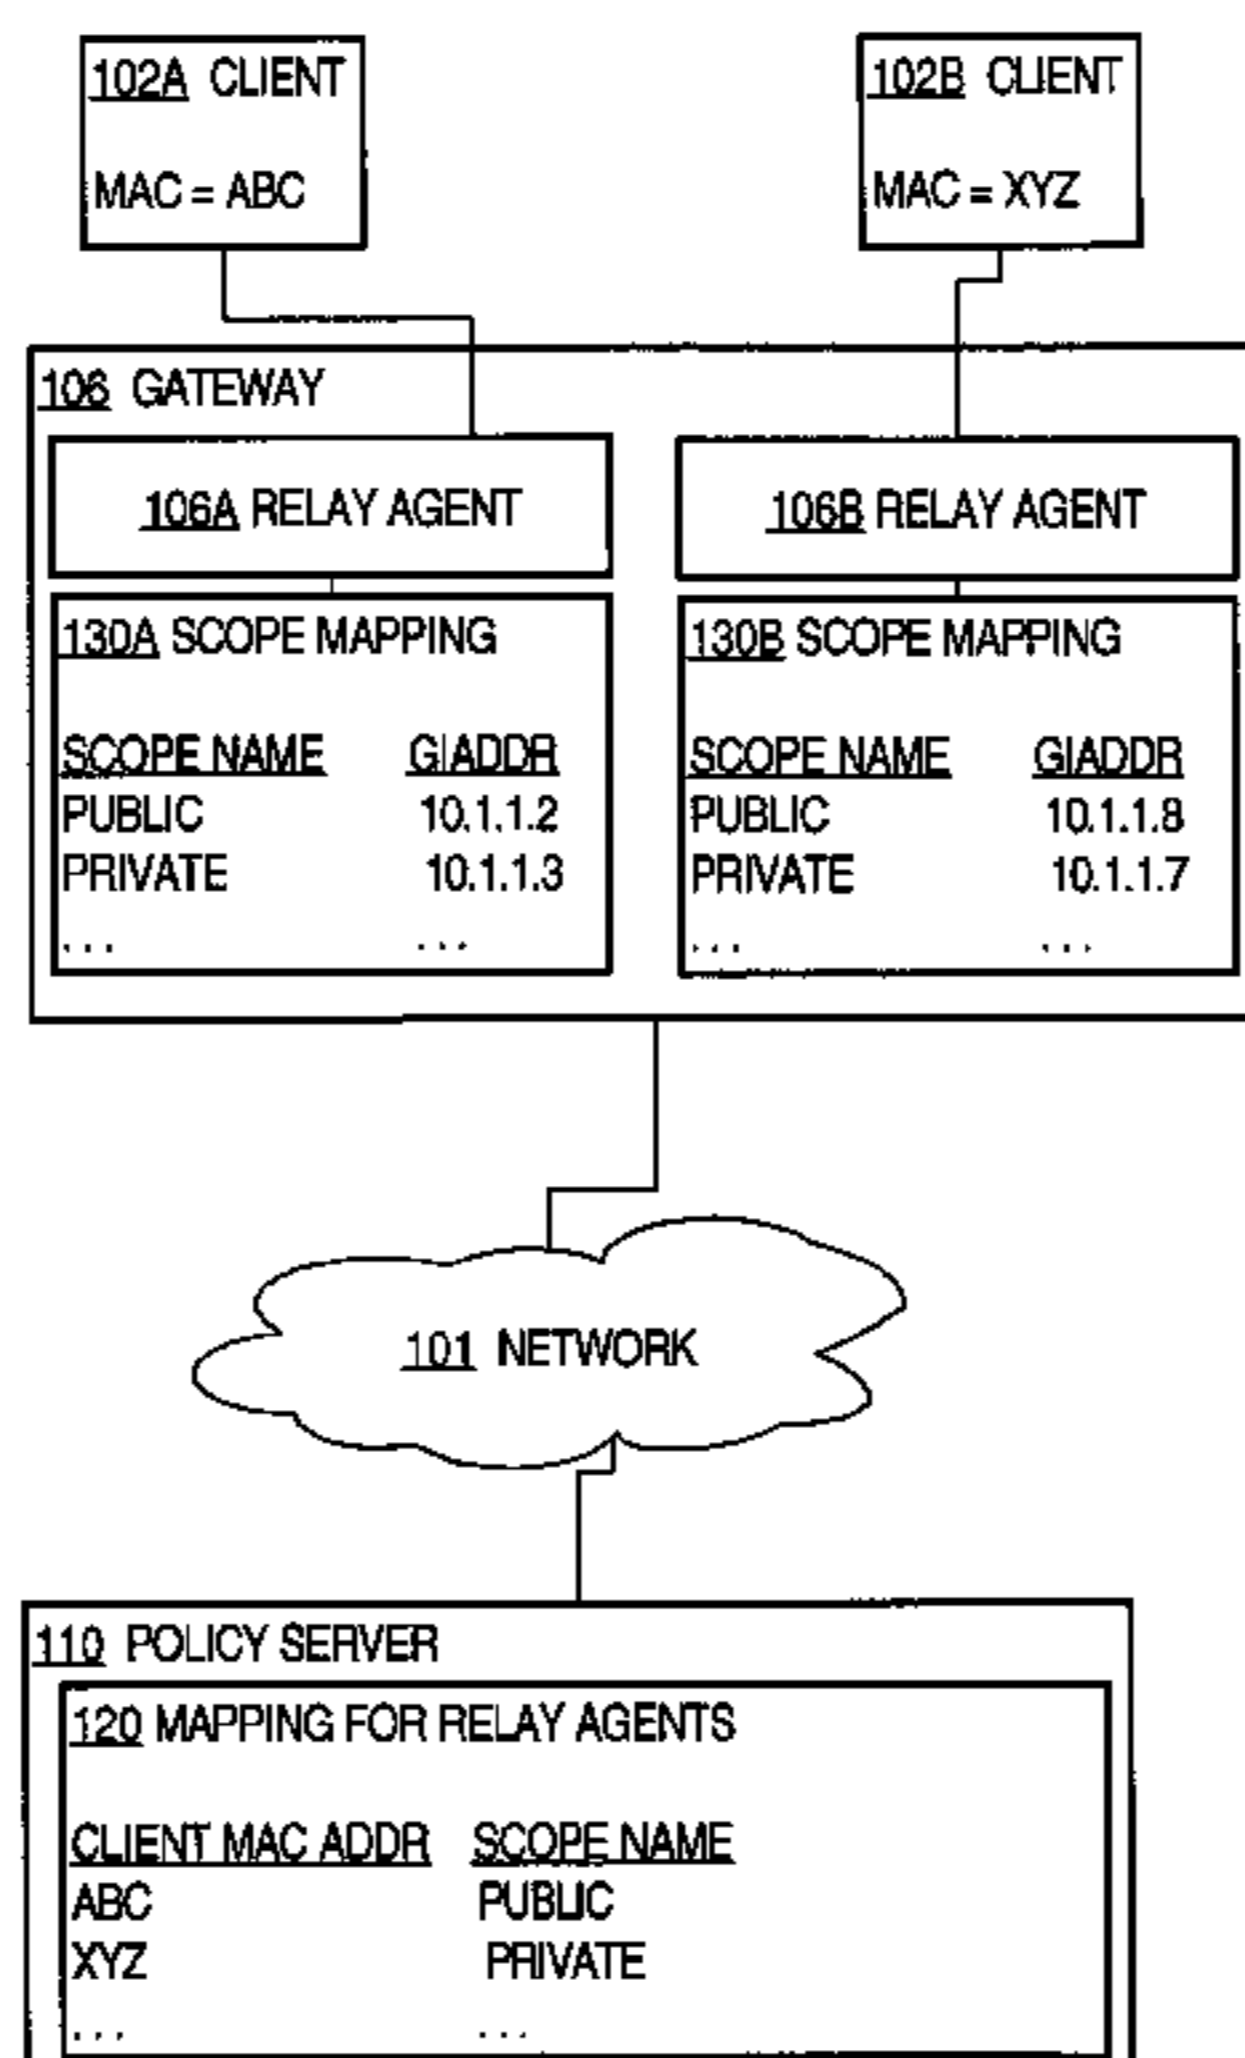 102A CLIENT
MAC = ABC
102B CLIENT
MAC = XYZ
106 GATEWAY
106A RELAY AGENT
130A SCOPE MAPPING
SCOPE NAME GIADDR
PUBLIC 10.1.1.2
PRIVATE 10.1.1.3
... ...
106B RELAY AGENT
130B SCOPE MAPPING
SCOPE NAME GIADDR
PUBLIC 10.1.1.8
PRIVATE 10.1.1.7
... ...
101 NETWORK
110 POLICY SERVER
120 MAPPING FOR RELAY AGENTS
CLIENT MAC ADDR SCOPE NAME
ABC PUBLIC
XYZ PRIVATE
... ...